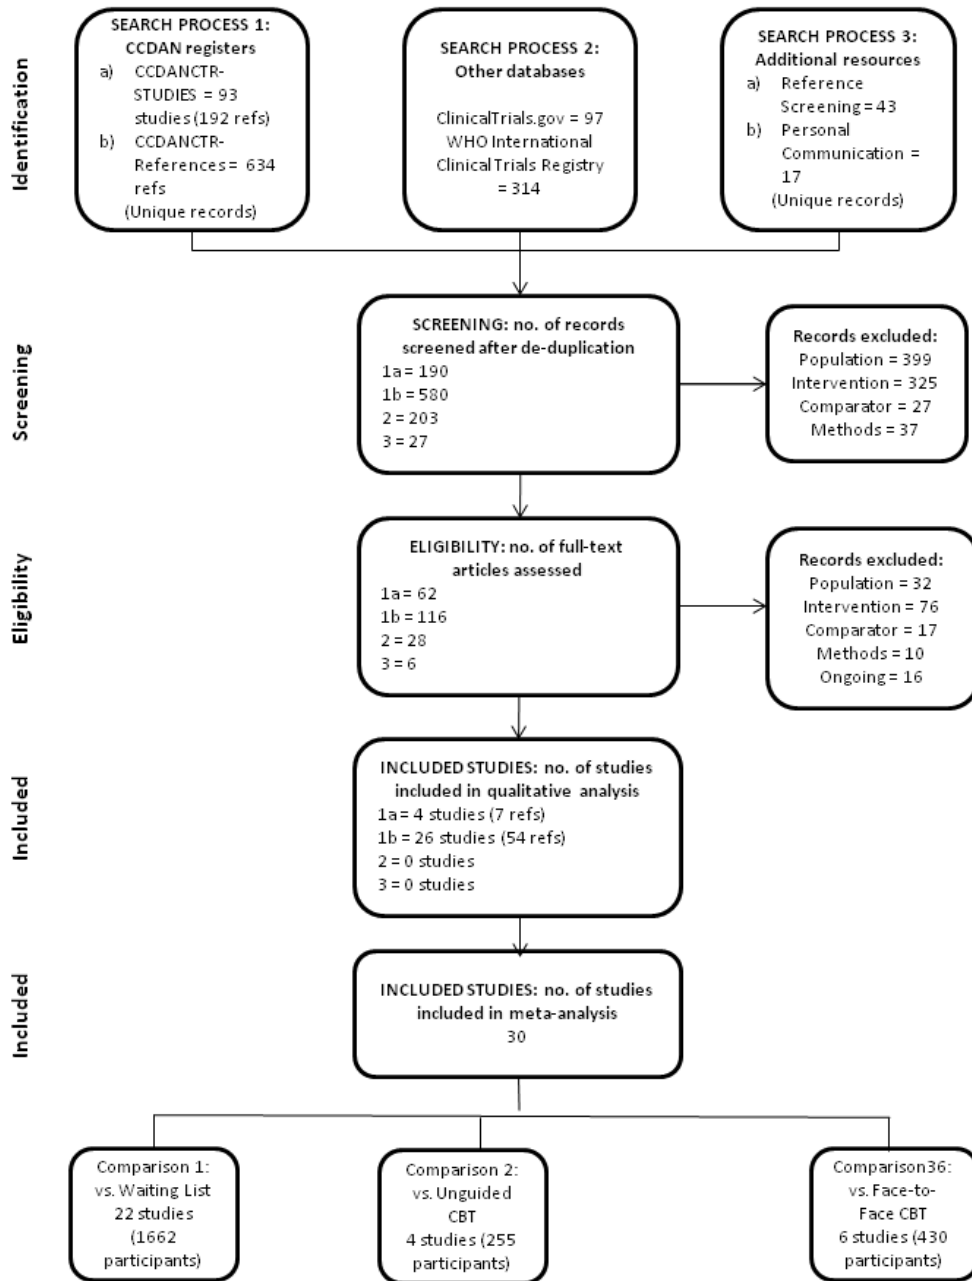 Identification
SEARCH PROCESS 1:
CCDAN registers
a) CCDANCTR-
STUDIES = 93
studies (192 refs)
b) CCDANCTR-
References = 634
refs
(Unique records)
SEARCH PROCESS 2:
Other databases
ClinicalTrials.gov = 97
WHO International
Clinical Trials Registry
= 314
SEARCH PROCESS 3:
Additional resources
a) Reference
Screening = 43
b) Personal
Communication =
17
(Unique records)
Screening
SCREENING: no. of records
screened after de-duplication
1a = 190
1b = 580
2 = 203
3 = 27
Records excluded:
Population = 399
Intervention = 325
Comparator = 27
Methods = 37
Eligibility
ELIGIBILITY: no. of full-text
articles assessed
1a = 62
1b = 116
2 = 28
3 = 6
Records excluded:
Population = 32
Intervention = 76
Comparator = 17
Methods = 10
Ongoing = 16
Included
INCLUDED STUDIES: no. of studies
included in qualitative analysis
1a = 4 studies (7 refs)
1b = 26 studies (54 refs)
2 = 0 studies
3 = 0 studies
Included
INCLUDED STUDIES: no. of studies
included in meta-analysis
30
Comparison 1:
vs. Waiting List
22 studies
(1662
participants)
Comparison 2:
vs. Unguided
CBT
4 studies (255
participants)
Comparison36:
vs. Face-to-
Face CBT
6 studies (430
participants)